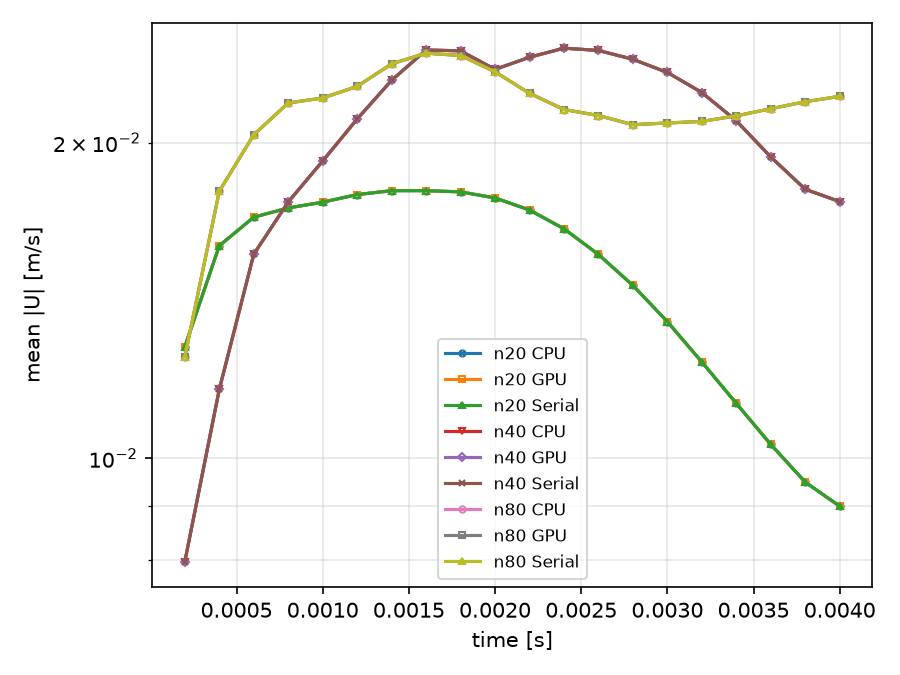 mean |U| [m/s]
2 × 10⁻²
10⁻²
n20 CPU
n20 GPU
n20 Serial
n40 CPU
n40 GPU
n40 Serial
n80 CPU
n80 GPU
n80 Serial
0.0005 0.0010 0.0015 0.0020 0.0025 0.0030 0.0035 0.0040
time [s]